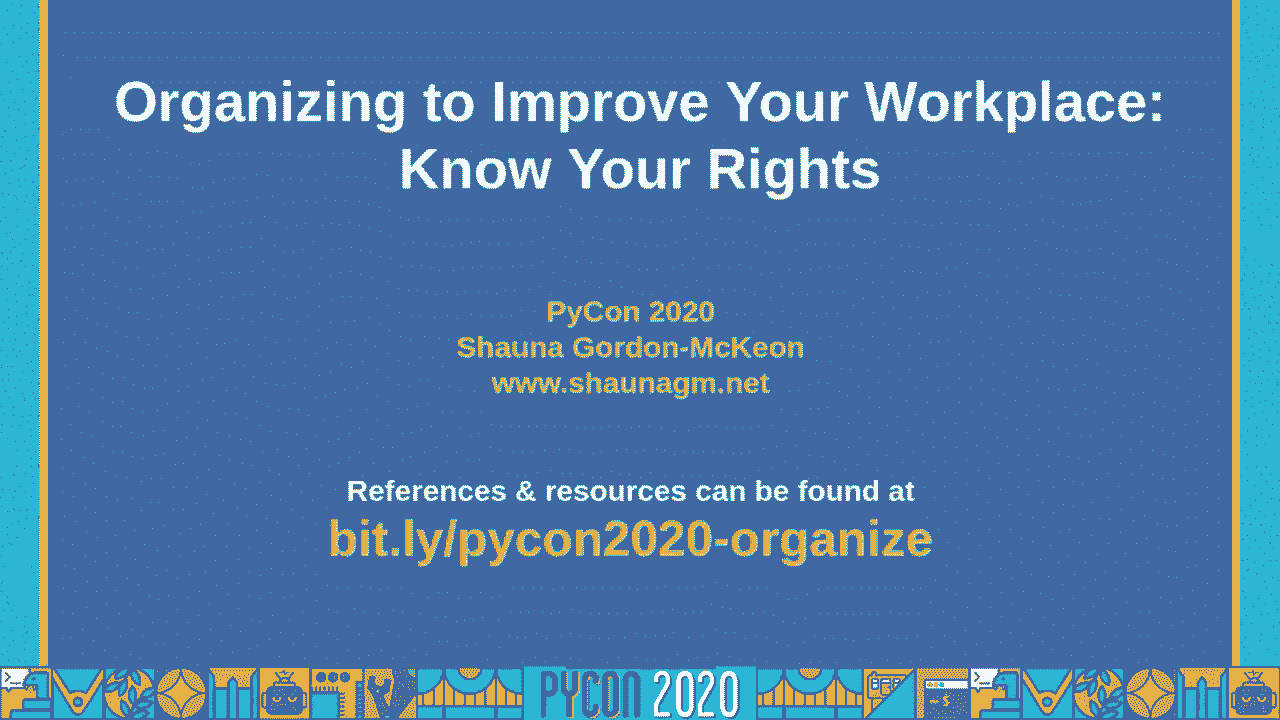 Organizing to Improve Your Workplace:
Know Your Rights
PyCon 2020
Shauna Gordon-McKeon
www.shaunagm.net
References & resources can be found at
bit.ly/pycon2020-organize
PYCON 2020